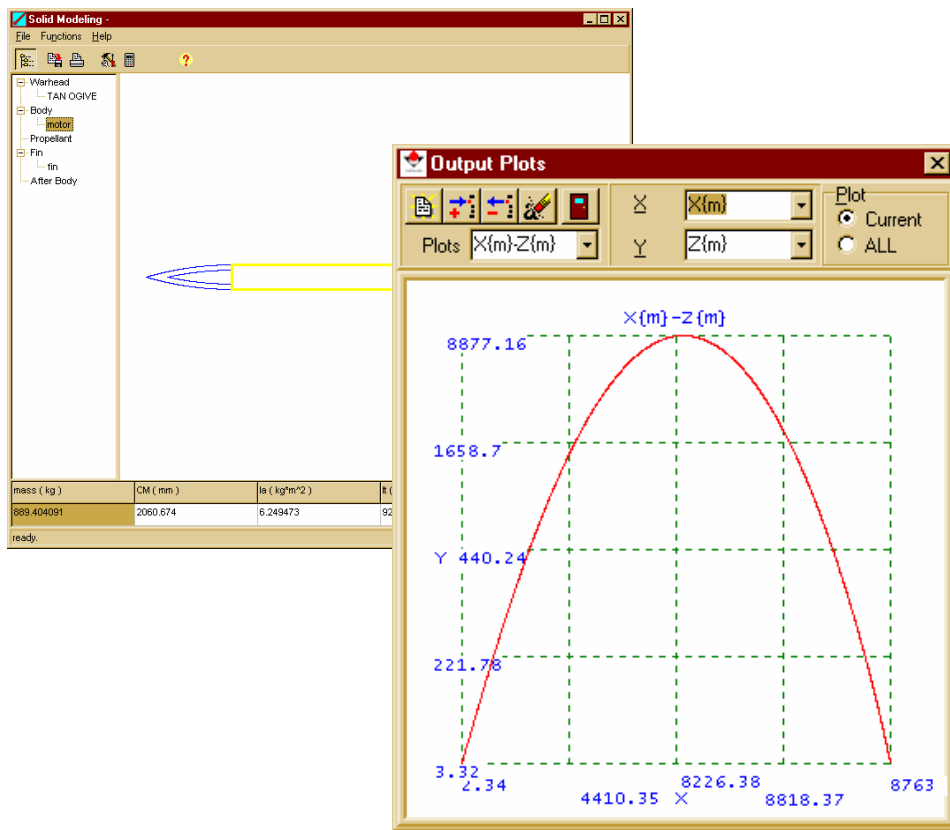 Solid Modeling -
File Functions Help
?
Warhead
TAN OGIVE
Body
motor
Propellant
Fin
fin
After Body
mass ( kg ) CM ( mm ) Ia ( kg*m^2 ) It (
889.404091 2060.674 6.249473 92
ready.
Output Plots
X X{m}
Plots X{m}-Z{m} Y Z{m}
Plot
Current
ALL
X{m}-Z{m}
8877.16
1658.7
Y 440.24
221.78
3.32
2.34 8226.38 8763
4410.35 X 8818.37